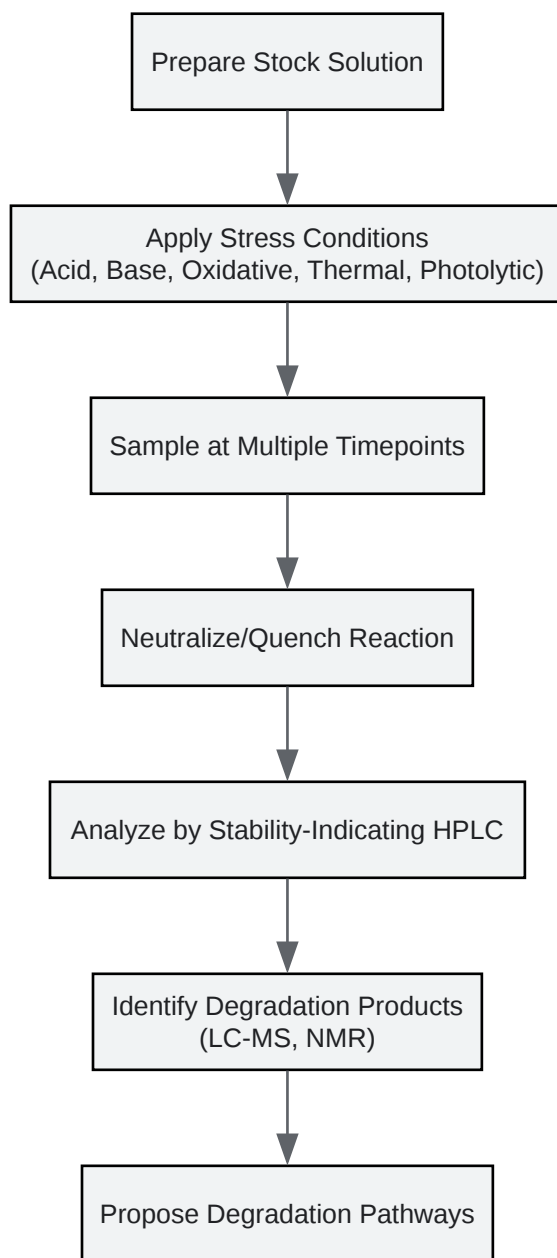 Prepare Stock Solution
Apply Stress Conditions
(Acid, Base, Oxidative, Thermal, Photolytic)
Sample at Multiple Timepoints
Neutralize/Quench Reaction
Analyze by Stability-Indicating HPLC
Identify Degradation Products
(LC-MS, NMR)
Propose Degradation Pathways